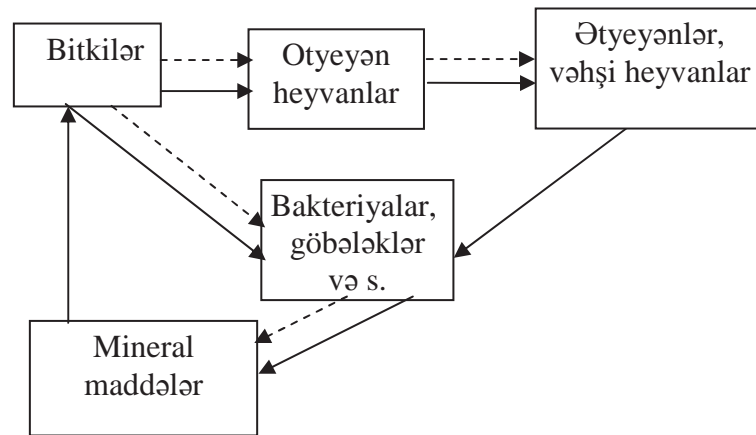 Bitkilər
Otyeyən
heyvanlar
Ətyeyənlər,
vəhşi heyvanlar
Bakteriyalar,
göbələklər
və s.
Mineral
maddələr